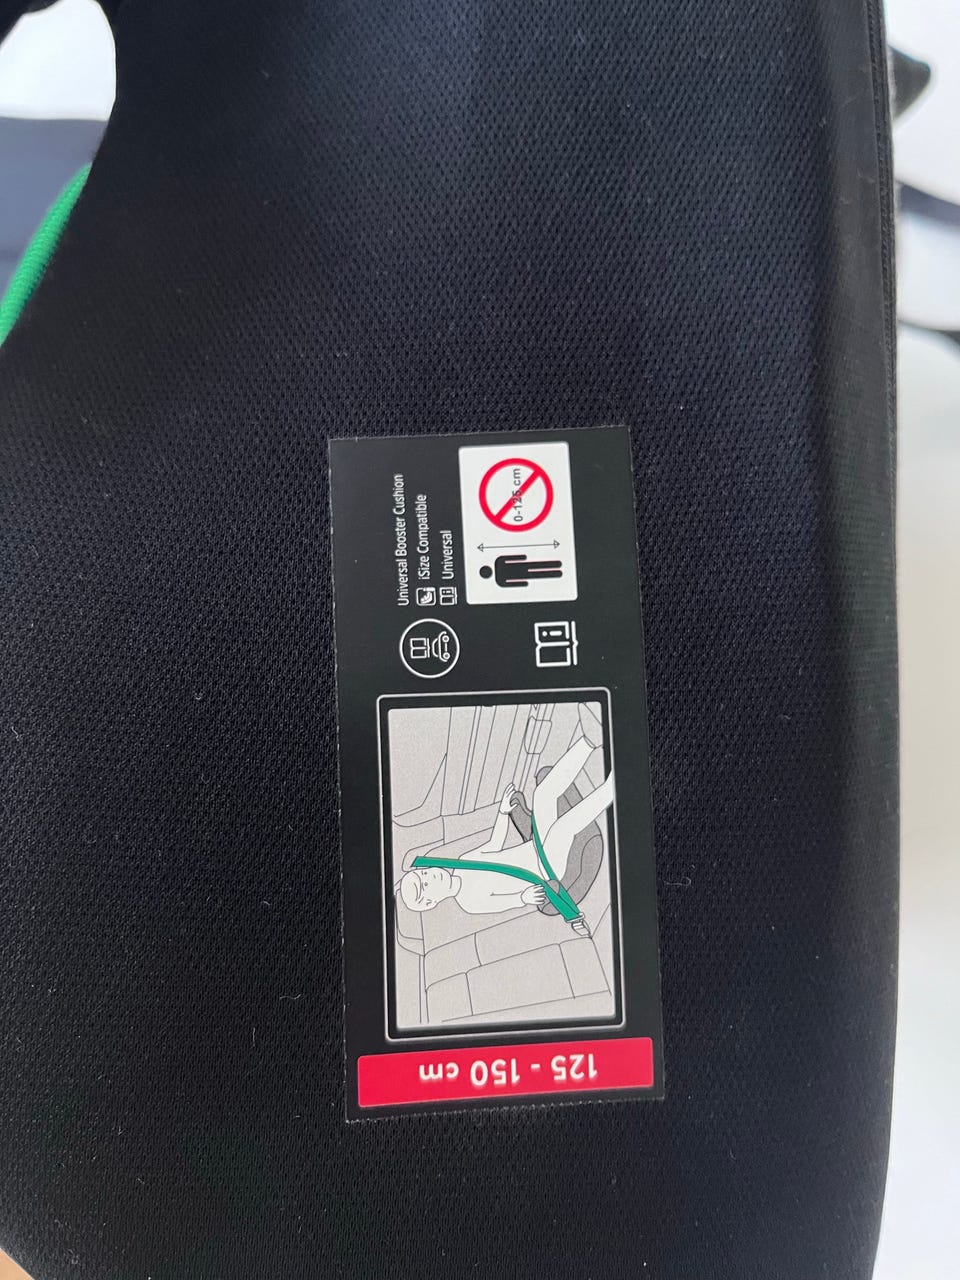 Universal Booster Cushion
iSize Compatible
Universal
0-125 cm
125 - 150 cm